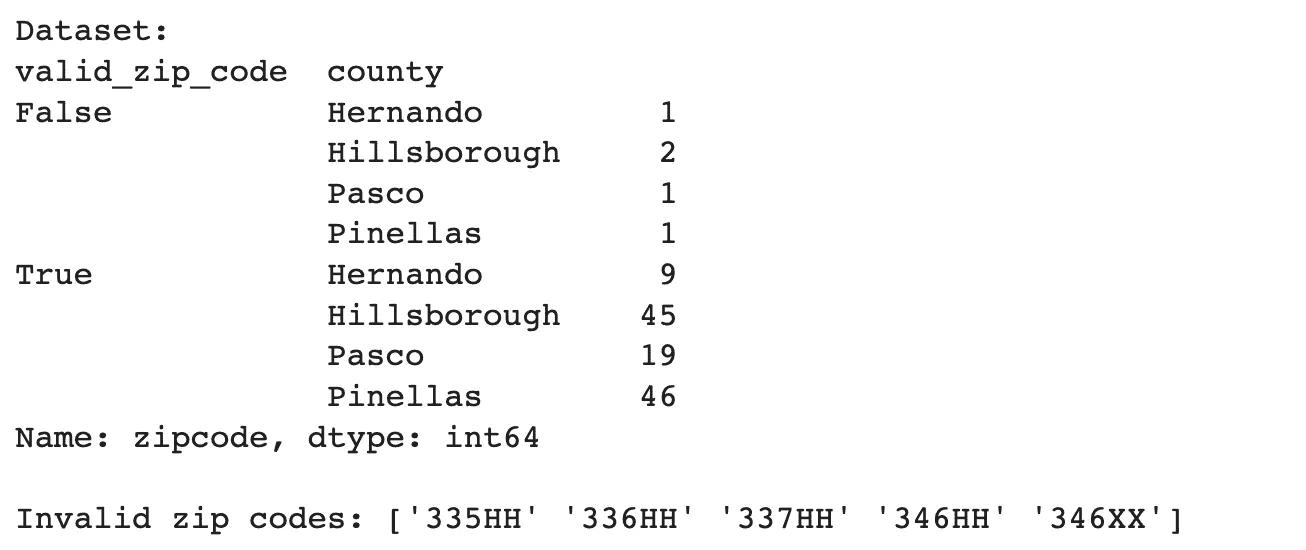 Dataset:
valid_zip_code  county
False           Hernando         1
                Hillsborough     2
                Pasco            1
                Pinellas         1
True            Hernando         9
                Hillsborough    45
                Pasco           19
                Pinellas        46
Name: zipcode, dtype: int64

Invalid zip codes: ['335HH' '336HH' '337HH' '346HH' '346XX']